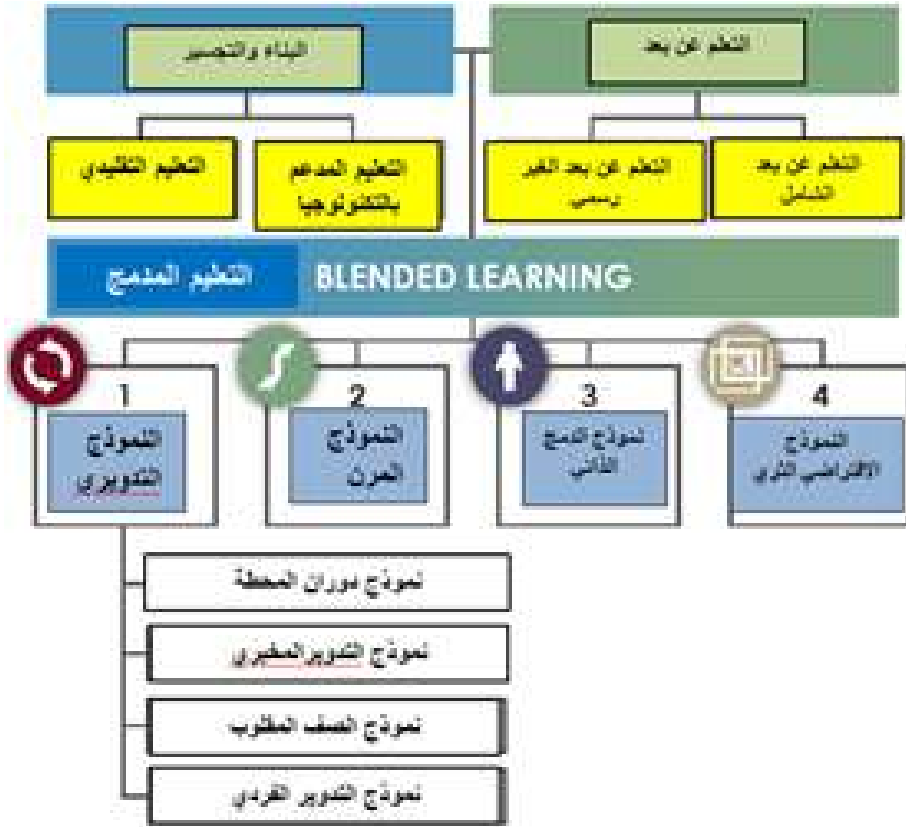 التعلم عن بعد
البناء والتجسير
التعلم عن بعد
الشامل
التعلم عن بعد الغير
رسمي
التعليم المدعم
بالتكنولوجيا
التعليم التقليدي
التعليم المدمج BLENDED LEARNING
1
النموذج
التدويري
2
النموذج
المرن
3
نموذج الدمج
الذاتي
4
النموذج
الافتراضي الثري
نموذج دوران المحطة
نموذج التدويرالمخبري
نموذج الصف المقلوب
نموذج التدوير الفردي